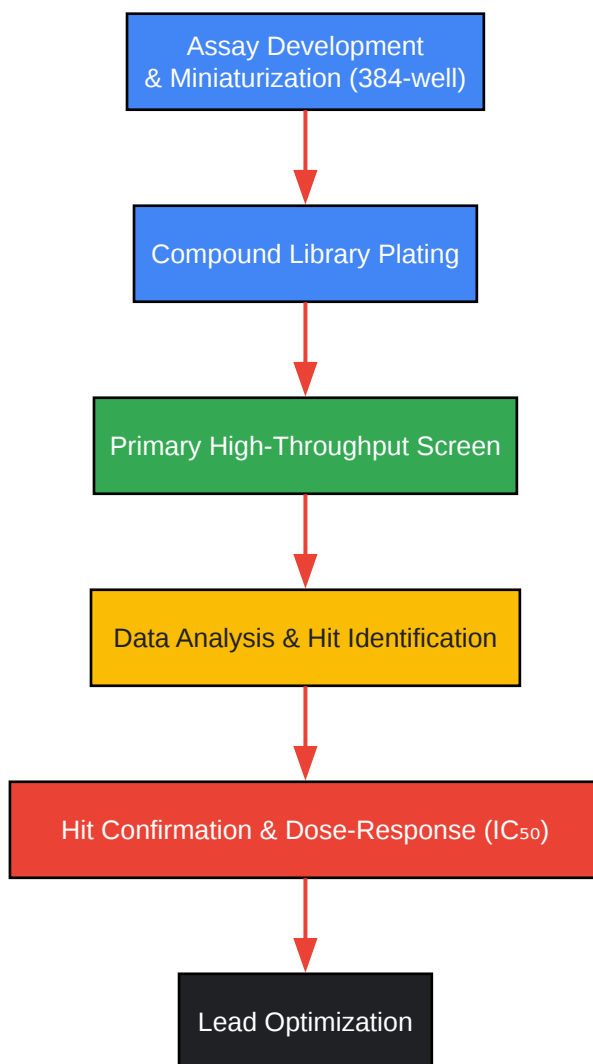 Assay Development
& Miniaturization (384-well)
Compound Library Plating
Primary High-Throughput Screen
Data Analysis & Hit Identification
Hit Confirmation & Dose-Response (IC₅₀)
Lead Optimization